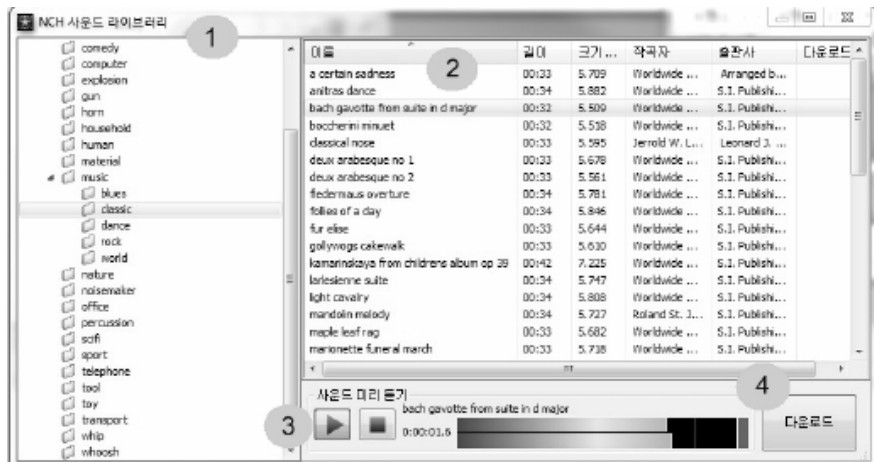 NCH 사운드 라이브러리
1
comedy
computer
explosion
gun
horn
household
human
material
music
blues
classic
dance
rock
world
nature
noisemaker
office
percussion
scifi
sport
telephone
tool
toy
transport
whip
whoosh
2
이름 길이 크기 ... 작곡자 출판사 다운로드
a certain sadness 00:33 5.709 Worldwide ... Arranged b...
anitras dance 00:34 5.882 Worldwide ... S.I. Publishi...
bach gavotte from suite in d major 00:32 5.509 Worldwide ... S.I. Publishi...
boccherini minuet 00:32 5.518 Worldwide ... S.I. Publishi...
classical nose 00:33 5.595 Jerrold W. L... Leonard J. ...
deux arabesque no 1 00:33 5.678 Worldwide ... S.I. Publishi...
deux arabesque no 2 00:33 5.561 Worldwide ... S.I. Publishi...
fledermaus overture 00:34 5.781 Worldwide ... S.I. Publishi...
follies of a day 00:34 5.846 Worldwide ... S.I. Publishi...
fur elise 00:33 5.644 Worldwide ... S.I. Publishi...
gollywogs cakewalk 00:33 5.610 Worldwide ... S.I. Publishi...
kamarinskaya from childrens album op 39 00:42 7.225 Worldwide ... S.I. Publishi...
larlesienne suite 00:34 5.747 Worldwide ... S.I. Publishi...
light cavalry 00:34 5.808 Worldwide ... S.I. Publishi...
mandolin melody 00:34 5.727 Roland St. J... S.I. Publishi...
maple leaf rag 00:33 5.682 Worldwide ... S.I. Publishi...
marionette funeral march 00:33 5.718 Worldwide ... S.I. Publishi...
사운드 미리 듣기
3
bach gavotte from suite in d major
0:00:01.6
4
다운로드